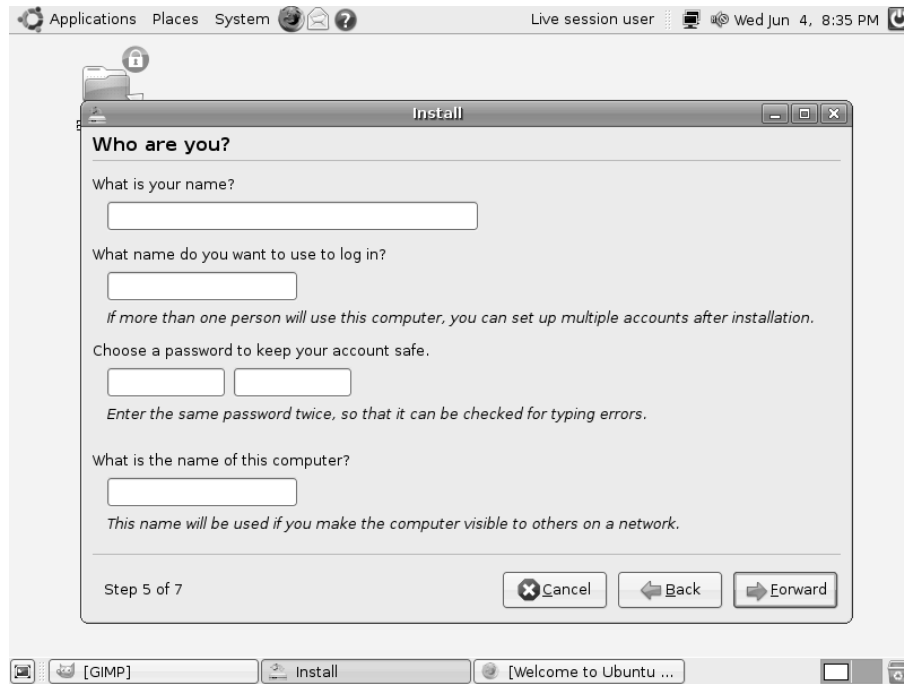 Applications Places System Live session user Wed Jun 4, 8:35 PM
Install
Who are you?
What is your name?
What name do you want to use to log in?
If more than one person will use this computer, you can set up multiple accounts after installation.
Choose a password to keep your account safe.
Enter the same password twice, so that it can be checked for typing errors.
What is the name of this computer?
This name will be used if you make the computer visible to others on a network.
Step 5 of 7 Cancel Back Forward
[GIMP] Install [Welcome to Ubuntu ...